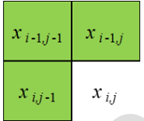 x i-1,j-1 x i-1,j
x i,j-1 x i,j